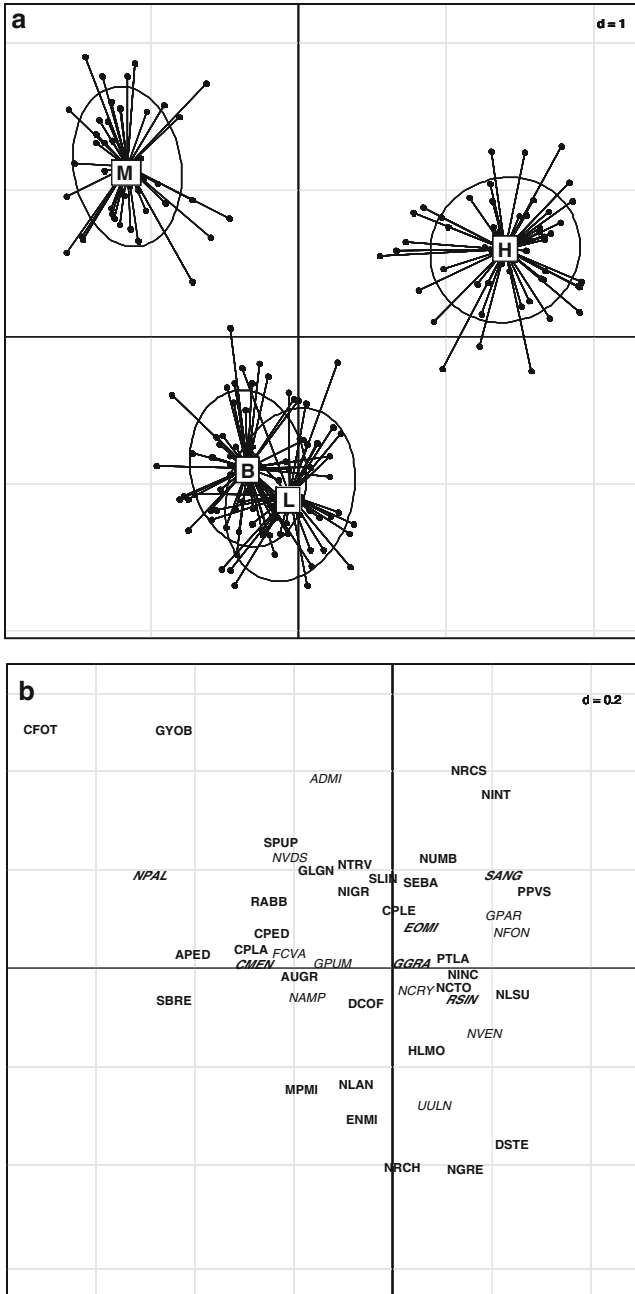 a
d = 1
M
H
B
L
b
d = 0.2
CFOT
GYOB
NRCS
ADMI
NINT
SPUP
NVDS
NTRV
NUMB
GLGN
NPAL
SLIN
SEBA
SANG
NIGR
PPVS
RABB
CPLE
GPAR
EOMI
NFON
CPED
CPLA
FCVA
APED
CMEN
GPUM
GGRA
PTLA
AUGR
NINC
NCTO
NCRY
NAMP
SBRE
DCOF
RSIN
NLSU
NVEN
HLMO
MPMI
NLAN
UULN
ENMI
DSTE
NRCH
NGRE